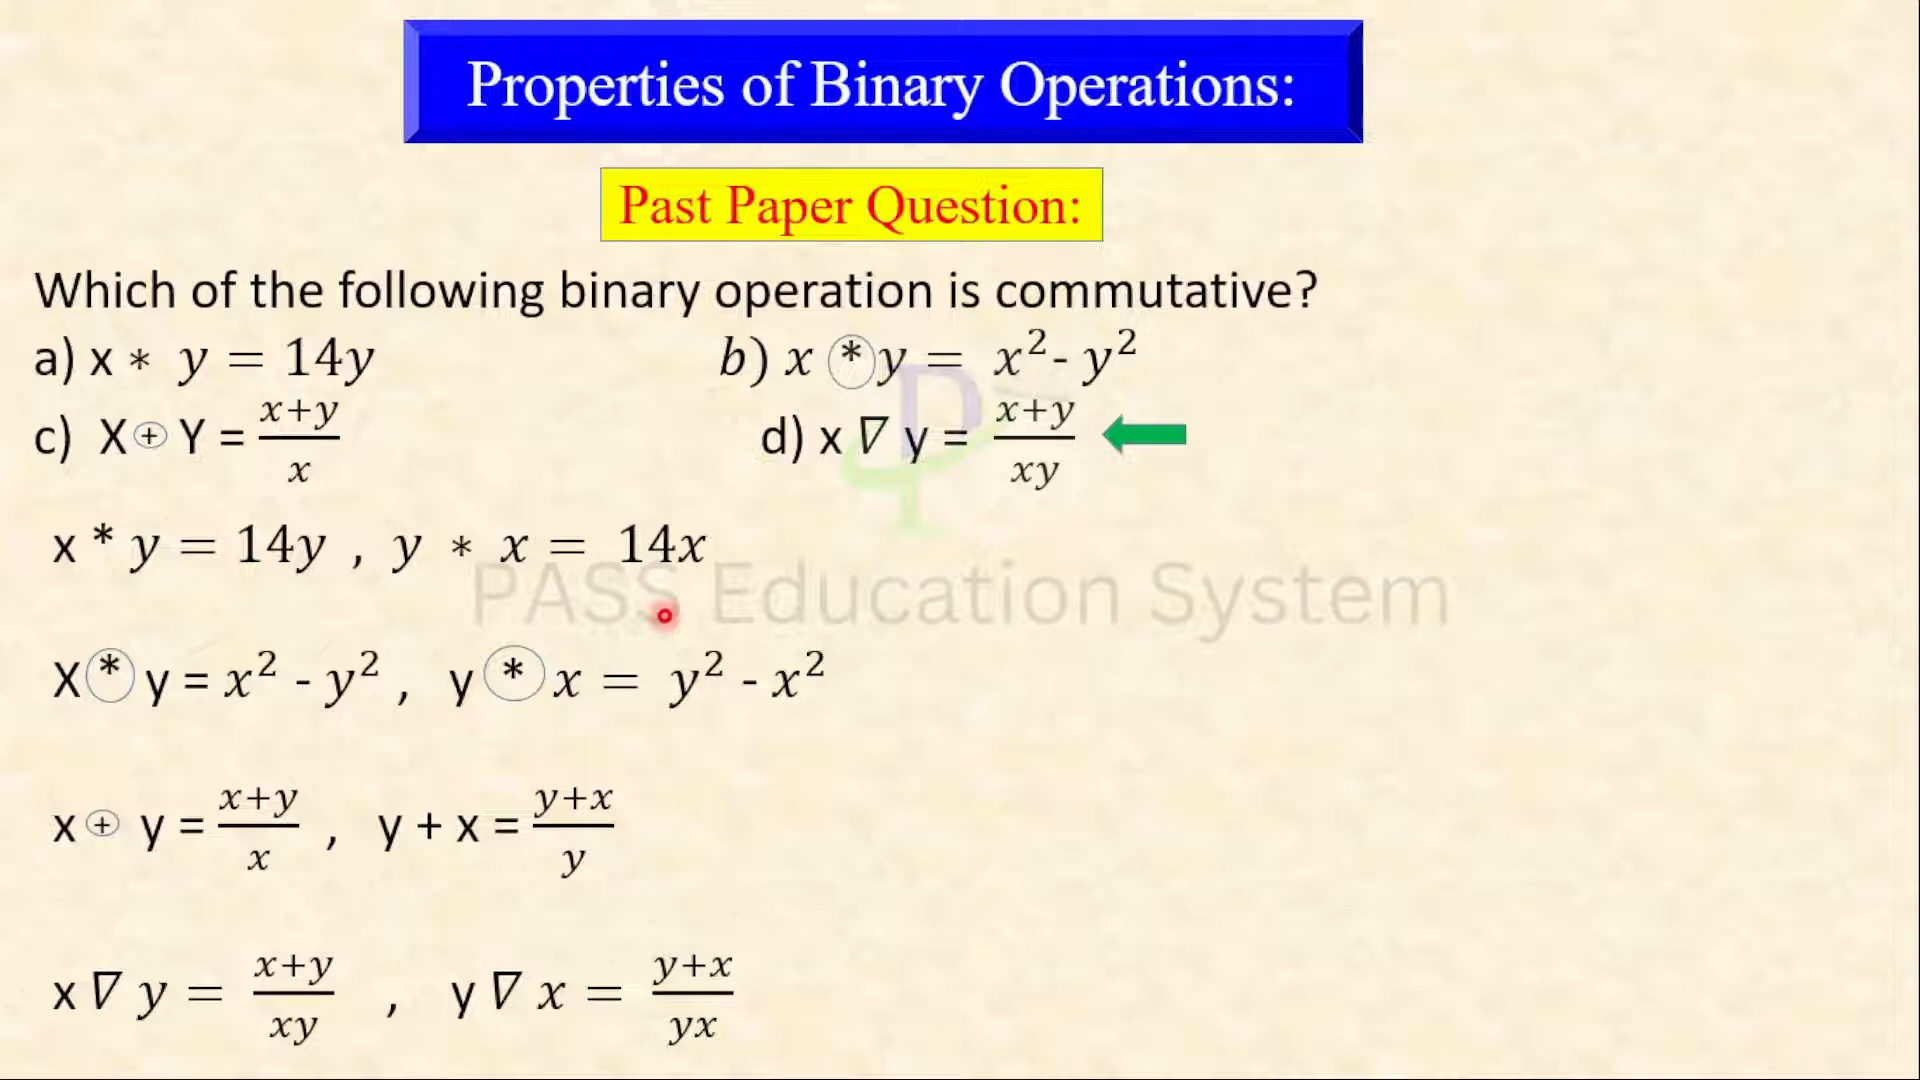 Properties of Binary Operations:
Past Paper Question:
Which of the following binary operation is commutative?
a) x ∗ y = 14y
b) x ⊛ y = x² - y²
c) X ⊕ Y = (x+y)/x
d) x ∇ y = (x+y)/xy
x * y = 14y , y ∗ x = 14x
PASS Education System
X ⊛ y = x² - y² , y ⊛ x = y² - x²
x ⊕ y = (x+y)/x , y + x = (y+x)/y
x ∇ y = (x+y)/xy , y ∇ x = (y+x)/yx